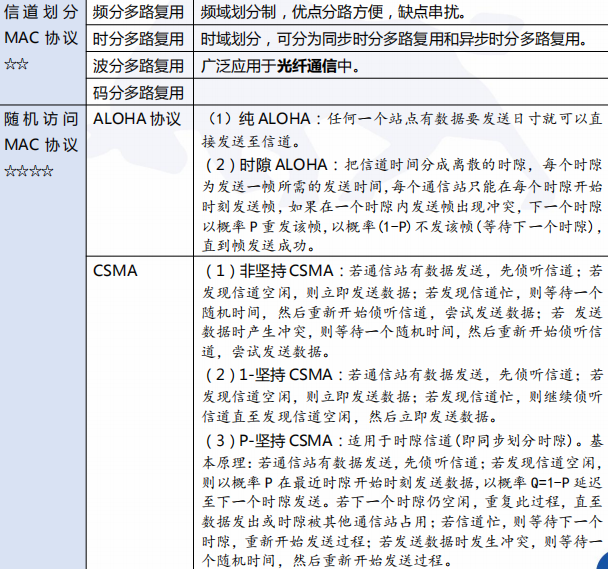 信道划分
MAC 协议
☆☆
频分多路复用
频域划分制，优点分路方便，缺点串扰。
时分多路复用
时域划分，可分为同步时分多路复用和异步时分多路复用。
波分多路复用
广泛应用于光纤通信中。
码分多路复用
随机访问
MAC 协议
☆☆☆☆
ALOHA 协议
（1）纯 ALOHA：任何一个站点有数据要发送日寸就可以直
接发送至信道。
（2）时隙 ALOHA：把信道时间分成离散的时隙，每个时隙
为发送一帧所需的发送时间,每个通信站只能在每个时隙开始
时刻发送帧,如果在一个时隙内发送帧出现冲突，下一个时隙
以概率 P 重发该帧,以概率(1-P)不发该帧(等待下一个时隙),
直到帧发送成功。
CSMA
（1）非坚持 CSMA：若通信站有数据发送，先侦听信道；若
发现信道空闲，则立即发送数据；若发现信道忙，则等待一个
随机时间，然后重新开始侦听信道，尝试发送数据；若 发送
数据时产生冲突，则等待一个随机时间，然后重新开始侦听信
道，尝试发送数据。
（2）1-坚持 CSMA：若通信站有数据发送，先侦听信道；若
发现信道空闲，则立即发送数据；若发现信道忙，则继续侦听
信道直至发现信道空闲，然后立即发送数据。
（3）P-坚持 CSMA：适用于时隙信道(即同步划分时隙)。基
本原理：若通信站有数据发送，先侦听信道；若发现信道空闲，
则以概率 P 在最近时隙开始时刻发送数据,以概率 Q=1-P 延迟
至下一个时隙发送。若下一个时隙仍空闲，重复此过程，直至
数据发出或时隙被其他通信站占用；若信道忙，则等待下一个
时隙，重新开始发送过程；若发送数据时发生冲突，则等待一
个随机时间，然后重新开始发送过程。